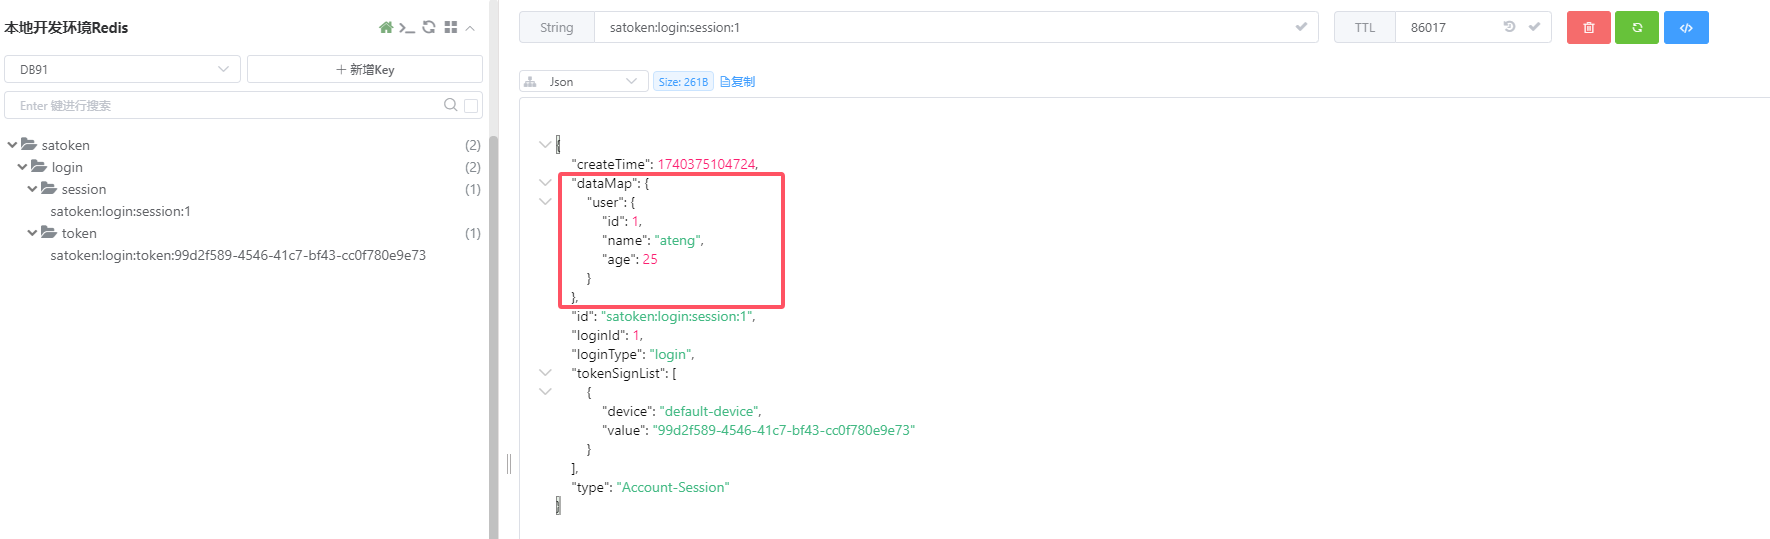 本地开发环境Redis
DB91
新增Key
Enter 键进行搜索
satoken (2)
login (2)
session (1)
satoken:login:session:1
token (1)
satoken:login:token:99d2f589-4546-41c7-bf43-cc0f780e9e73
String satoken:login:session:1 TTL 86017
Json Size: 261B 复制
{
"createTime": 1740375104724,
"dataMap": {
"user": {
"id": 1,
"name": "ateng",
"age": 25
}
},
"id": "satoken:login:session:1",
"loginId": 1,
"loginType": "login",
"tokenSignList": [
{
"device": "default-device",
"value": "99d2f589-4546-41c7-bf43-cc0f780e9e73"
}
],
"type": "Account-Session"
}